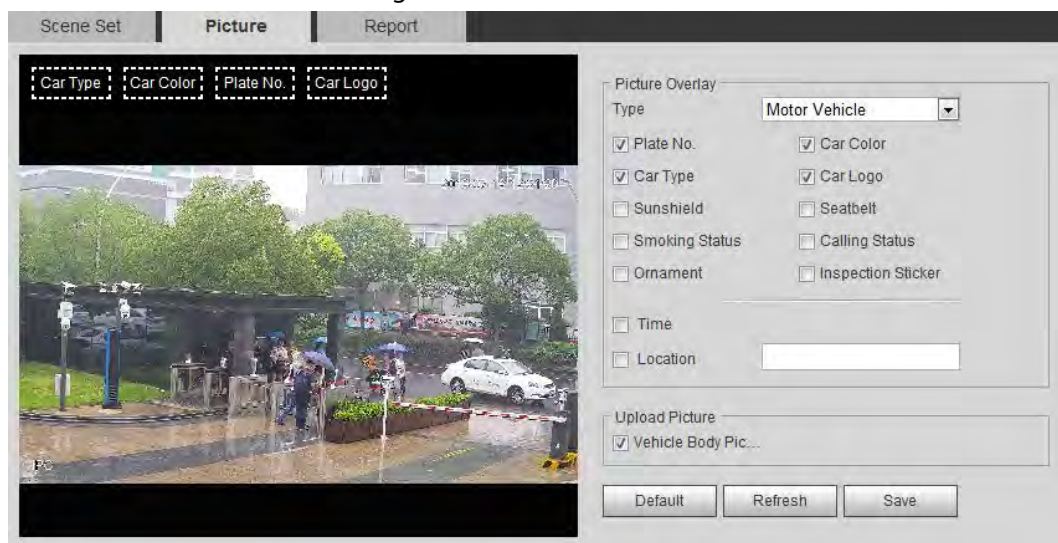 Scene Set Picture Report
Car Type Car Color Plate No. Car Logo
Picture Overlay
Type Motor Vehicle
Plate No. Car Color
Car Type Car Logo
Sunshield Seatbelt
Smoking Status Calling Status
Ornament Inspection Sticker
Time
Location
Upload Picture
Vehicle Body Pic...
Default Refresh Save